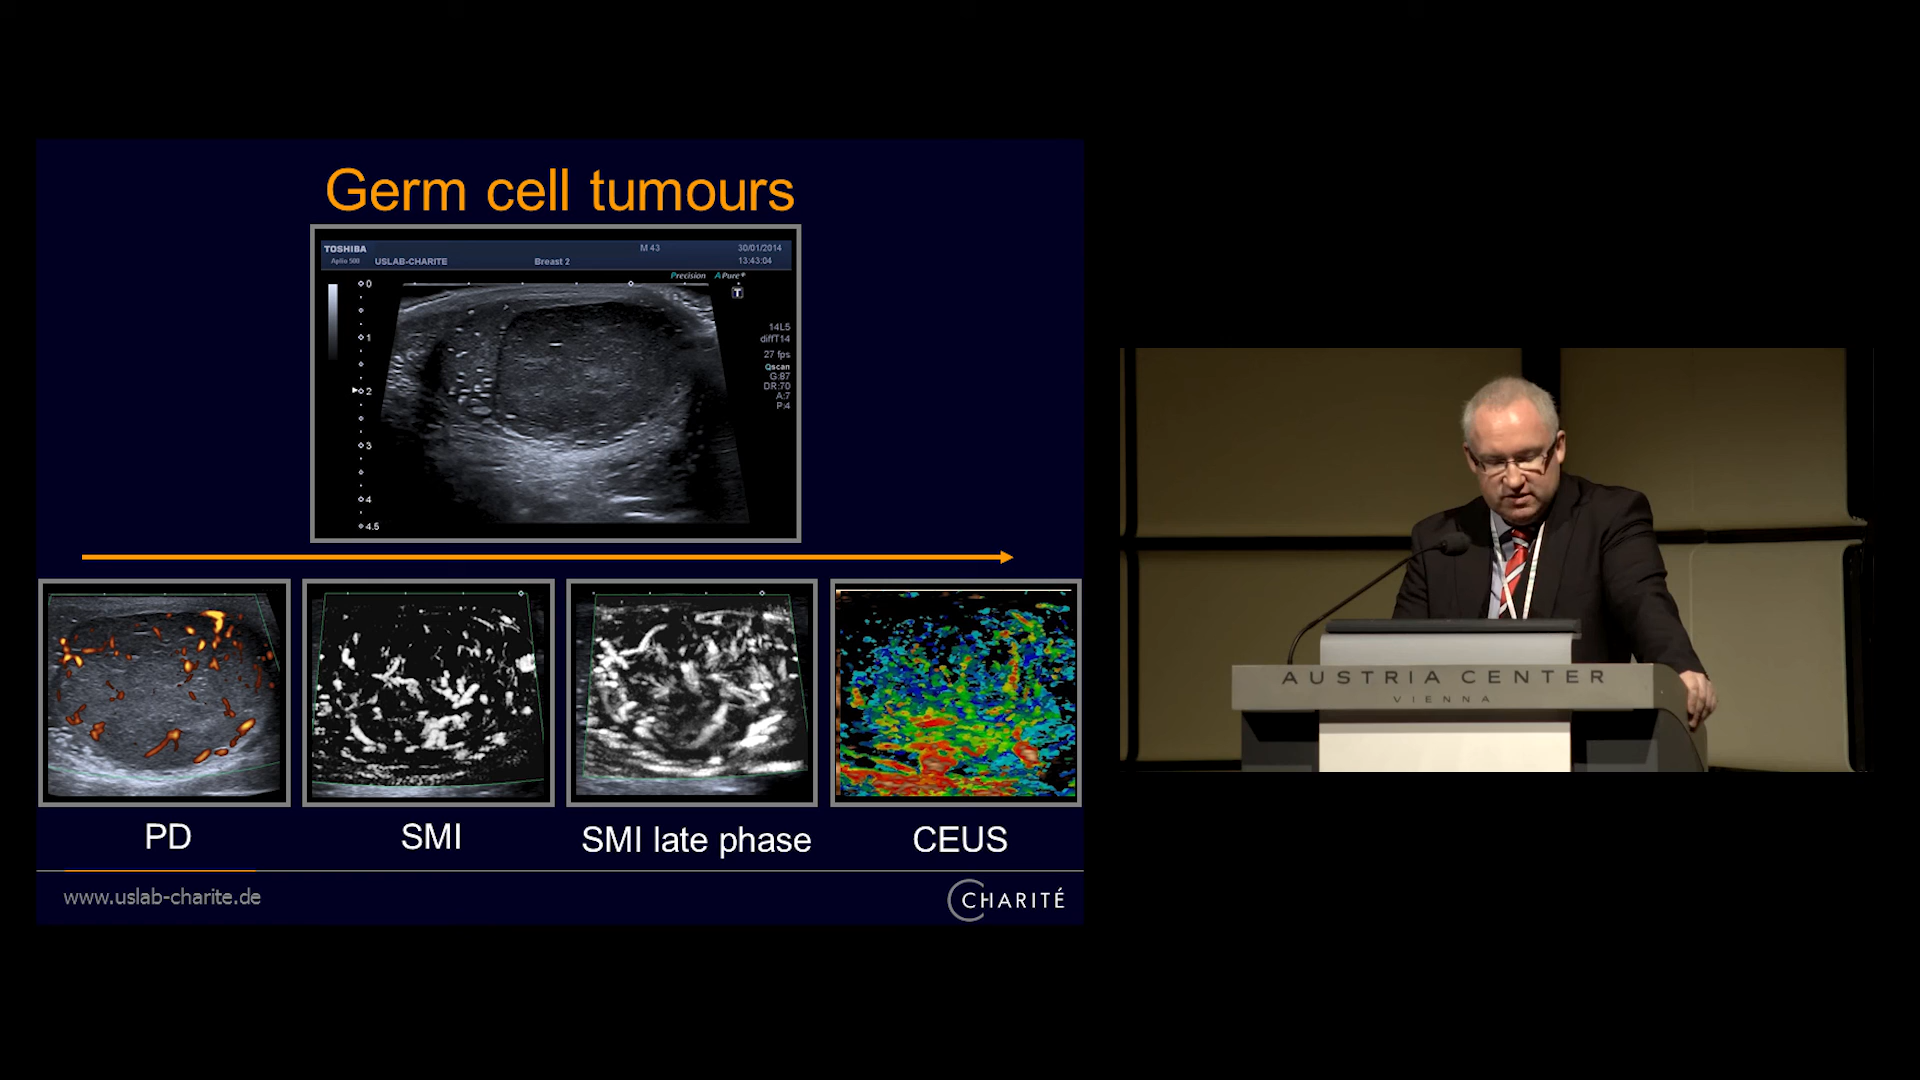 Germ cell tumours
TOSHIBA
Aplio 500
USLAB-CHARITE
Breast 2
M 43
30/01/2014
13:43:04
Precision APure+
T
0
1
2
3
4
4.5
14L5
diffT14
27 fps
Qscan
G:87
DR:70
A:7
P:4
PD
SMI
SMI late phase
CEUS
www.uslab-charite.de
CHARITÉ
AUSTRIA CENTER
VIENNA